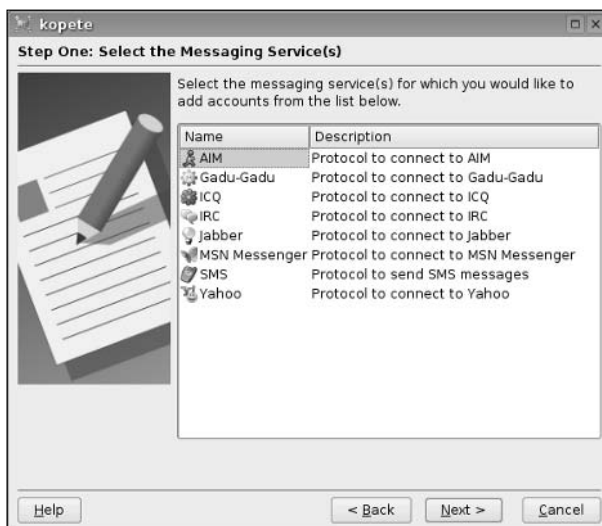 kopete
Step One: Select the Messaging Service(s)
Select the messaging service(s) for which you would like to
add accounts from the list below.
Name Description
AIM Protocol to connect to AIM
Gadu-Gadu Protocol to connect to Gadu-Gadu
ICQ Protocol to connect to ICQ
IRC Protocol to connect to IRC
Jabber Protocol to connect to Jabber
MSN Messenger Protocol to connect to MSN Messenger
SMS Protocol to send SMS messages
Yahoo Protocol to connect to Yahoo
Help < Back Next > Cancel